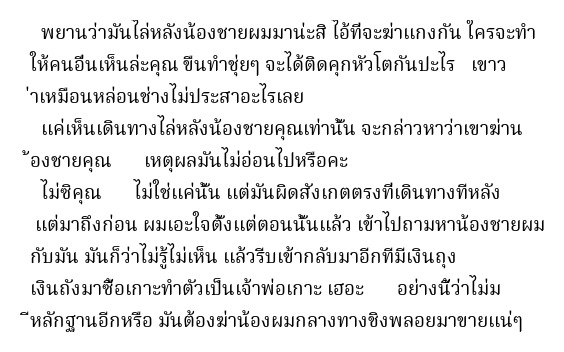 พยานว่ามันไล่หลังน้องชายผมมาน่ะสิ ไอ้ทีจะฆ่าแกงกัน ใครจะทำ
ให้คนอื่นเห็นล่ะคุณ ขืนทำชุ่ยๆ จะได้ติดคุกหัวโตกันปะไร เขาว
่าเหมือนหล่อนช่างไม่ประสาอะไรเลย
แค่เห็นเดินทางไล่หลังน้องชายคุณเท่านั้น จะกล่าวหาว่าเขาฆ่าน
้องชายคุณ เหตุผลมันไม่อ่อนไปหรือคะ
ไม่ซิคุณ ไม่ใช่แค่นั้น แต่มันผิดสังเกตตรงที่เดินทางทีหลัง
แต่มาถึงก่อน ผมเอะใจตั้งแต่ตอนนั้นแล้ว เข้าไปถามหาน้องชายผม
กับมัน มันก็ว่าไม่รู้ไม่เห็น แล้วรีบเข้ากลับมาอีกทีมีเงินถุง
เงินถังมาซื้อเกาะทำตัวเป็นเจ้าพ่อเกาะ เฮอะ อย่างนี้ว่าไม่ม
ีหลักฐานอีกหรือ มันต้องฆ่าน้องผมกลางทางชิงพลอยมาขายแน่ๆ